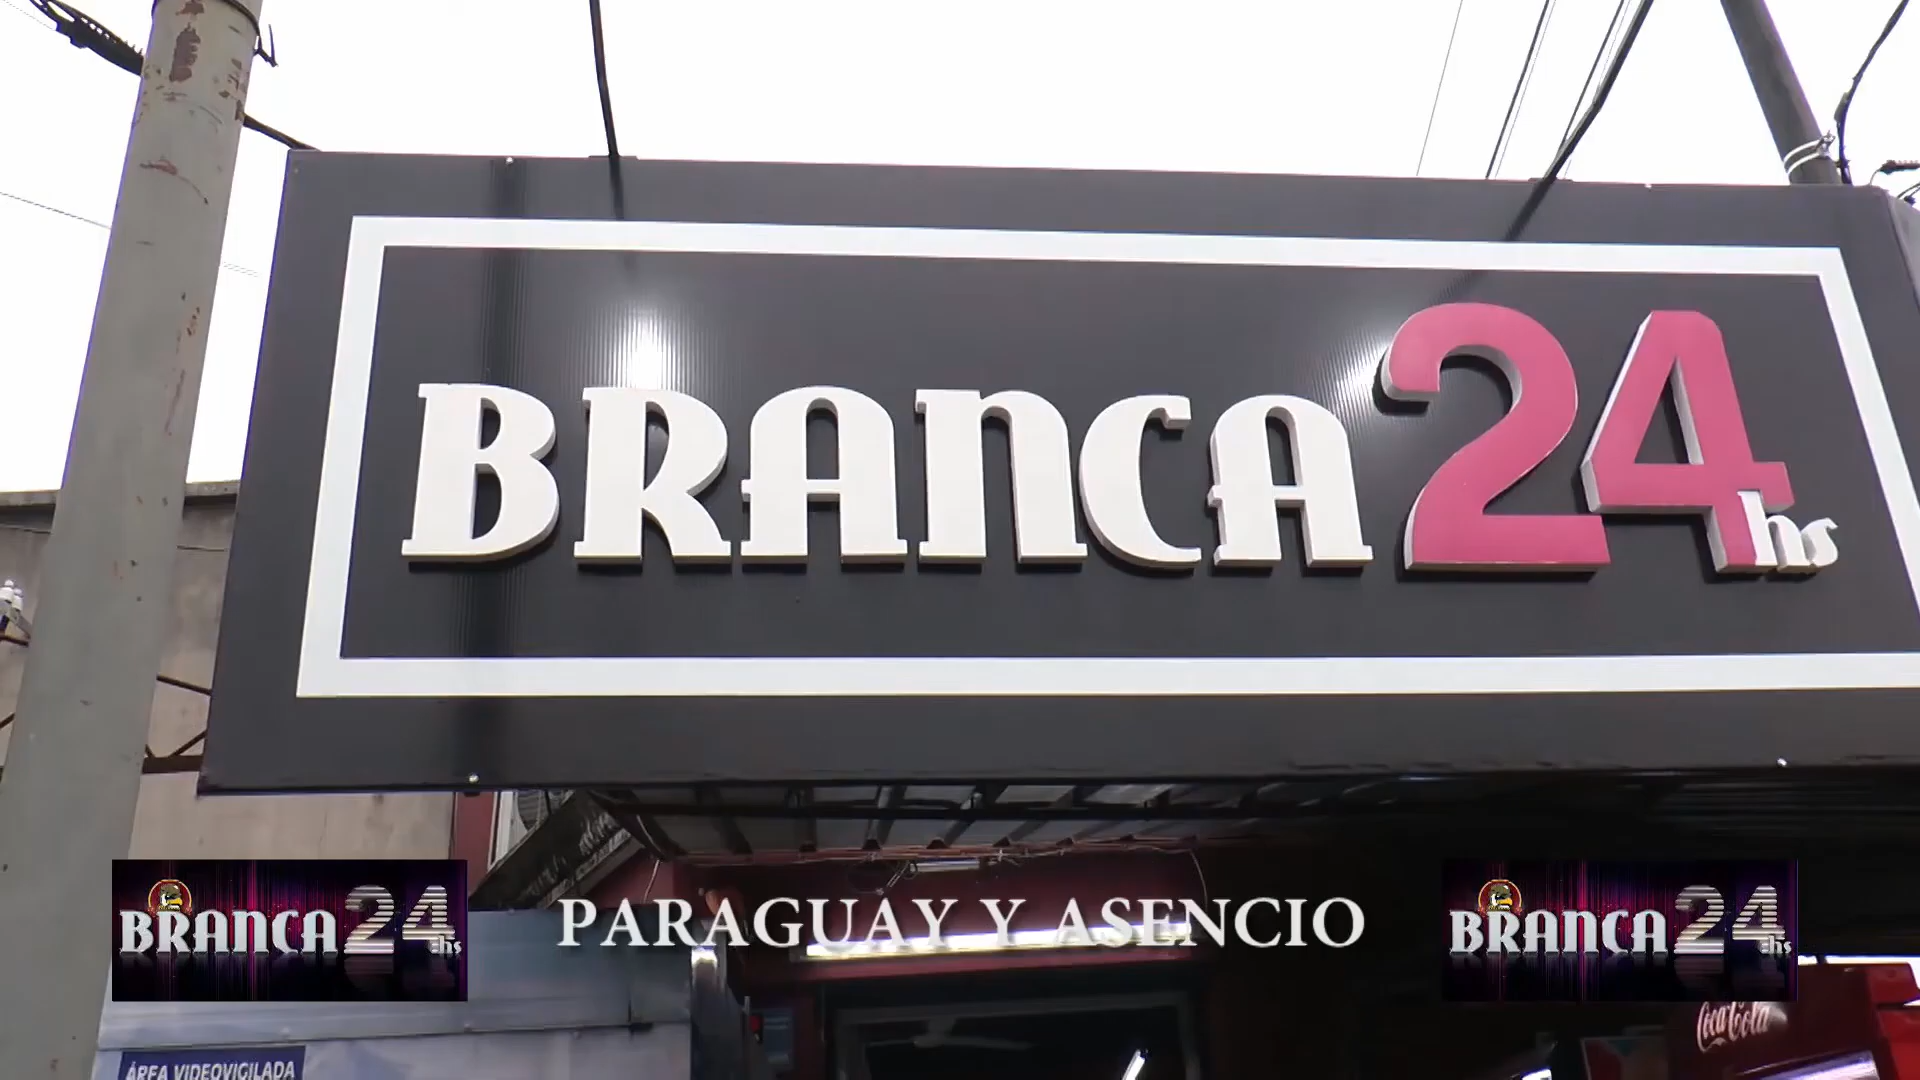 BRANCA 24 hs
BRANCA 24 hs
PARAGUAY Y ASENCIO
BRANCA 24 hs
Coca-Cola
ÁREA VIDEOVIGILADA